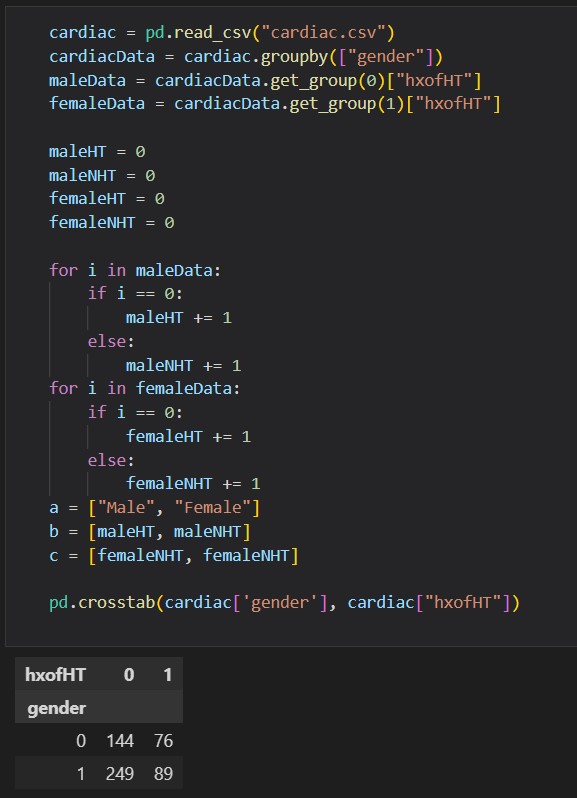 cardiac = pd.read_csv("cardiac.csv")
cardiacData = cardiac.groupby(["gender"])
maleData = cardiacData.get_group(0)["hxofHT"]
femaleData = cardiacData.get_group(1)["hxofHT"]

maleHT = 0
maleNHT = 0
femaleHT = 0
femaleNHT = 0

for i in maleData:
    if i == 0:
        maleHT += 1
    else:
        maleNHT += 1
for i in femaleData:
    if i == 0:
        femaleHT += 1
    else:
        femaleNHT += 1
a = ["Male", "Female"]
b = [maleHT, maleNHT]
c = [femaleNHT, femaleNHT]

pd.crosstab(cardiac['gender'], cardiac["hxofHT"])

hxofHT 0 1
gender
0 144 76
1 249 89